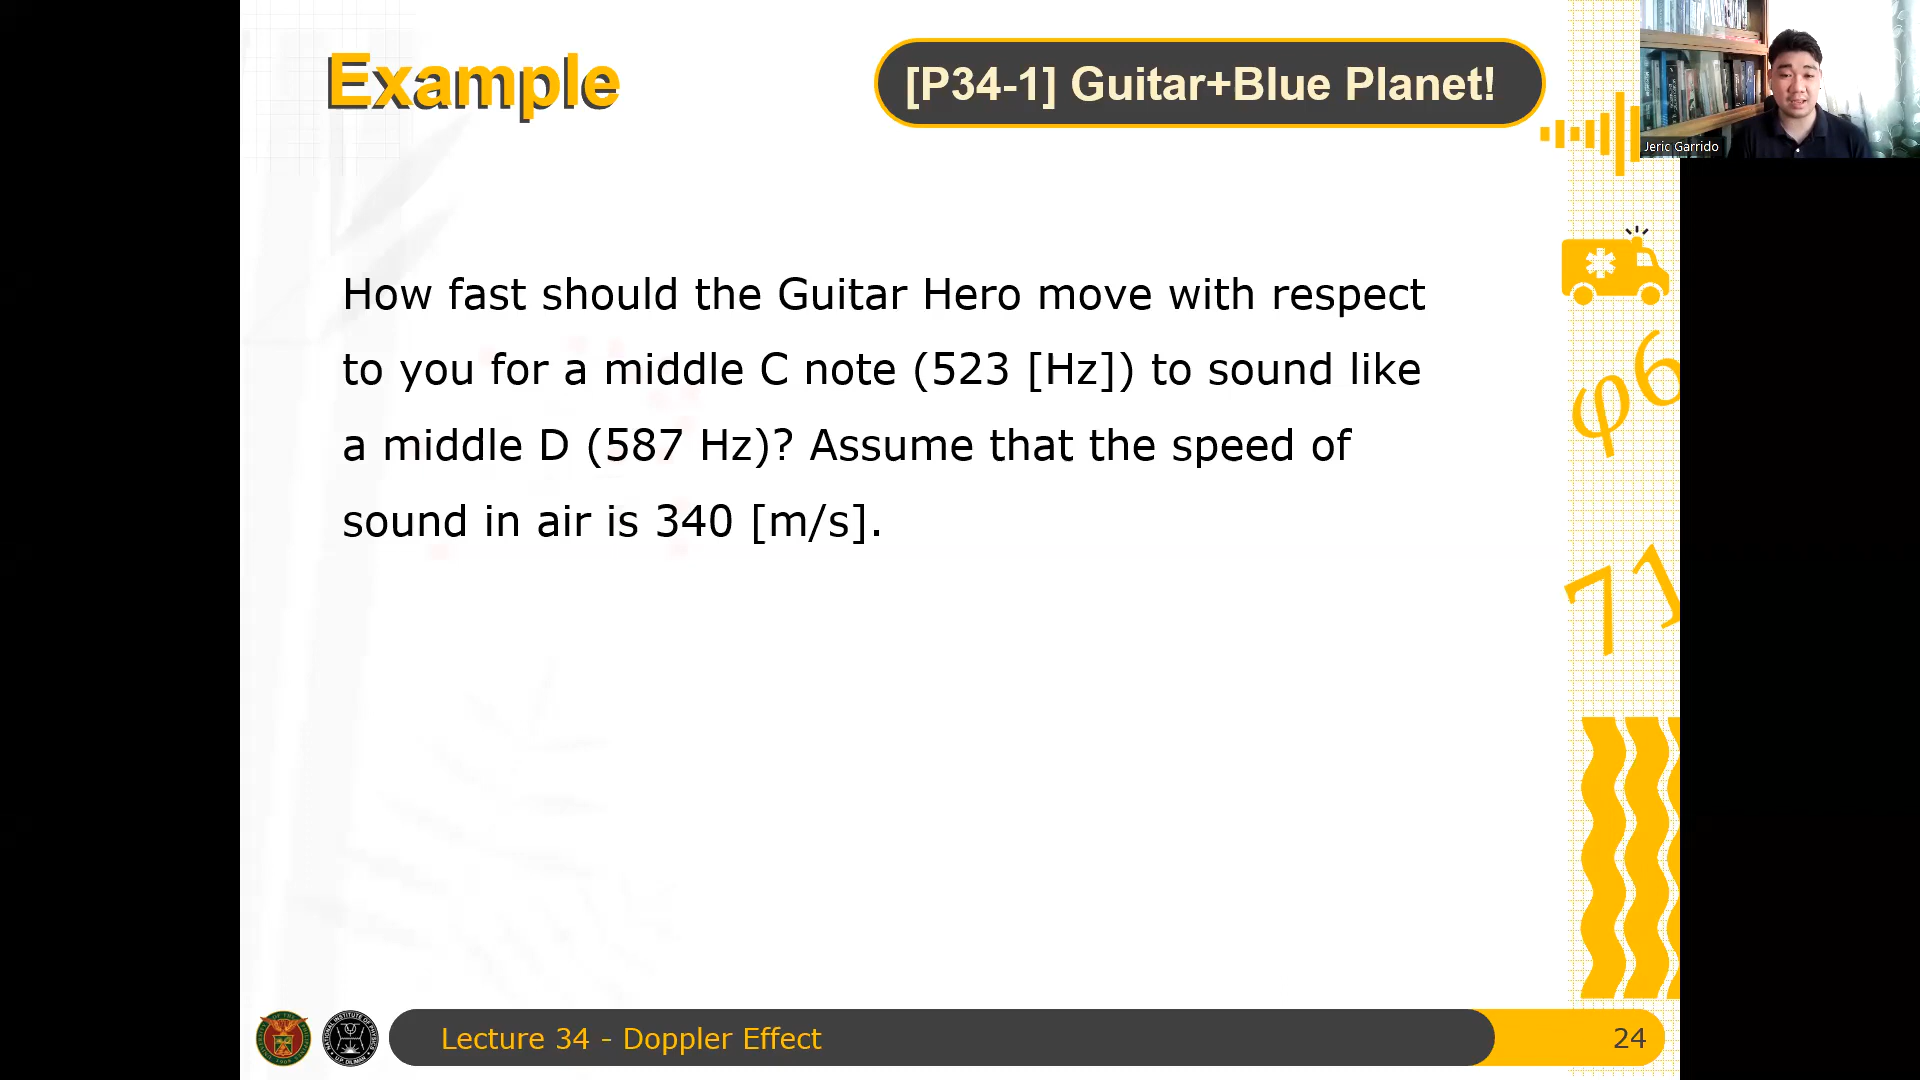 Example
[P34-1] Guitar+Blue Planet!
Jeric Garrido
How fast should the Guitar Hero move with respect
to you for a middle C note (523 [Hz]) to sound like
a middle D (587 Hz)? Assume that the speed of
sound in air is 340 [m/s].
φ6
71
Lecture 34 - Doppler Effect
24